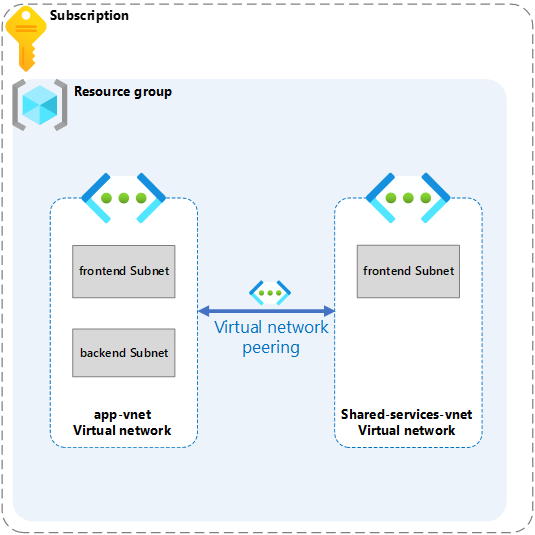 Subscription
Resource group
frontend Subnet
backend Subnet
app-vnet
Virtual network
Virtual network
peering
frontend Subnet
Shared-services-vnet
Virtual network